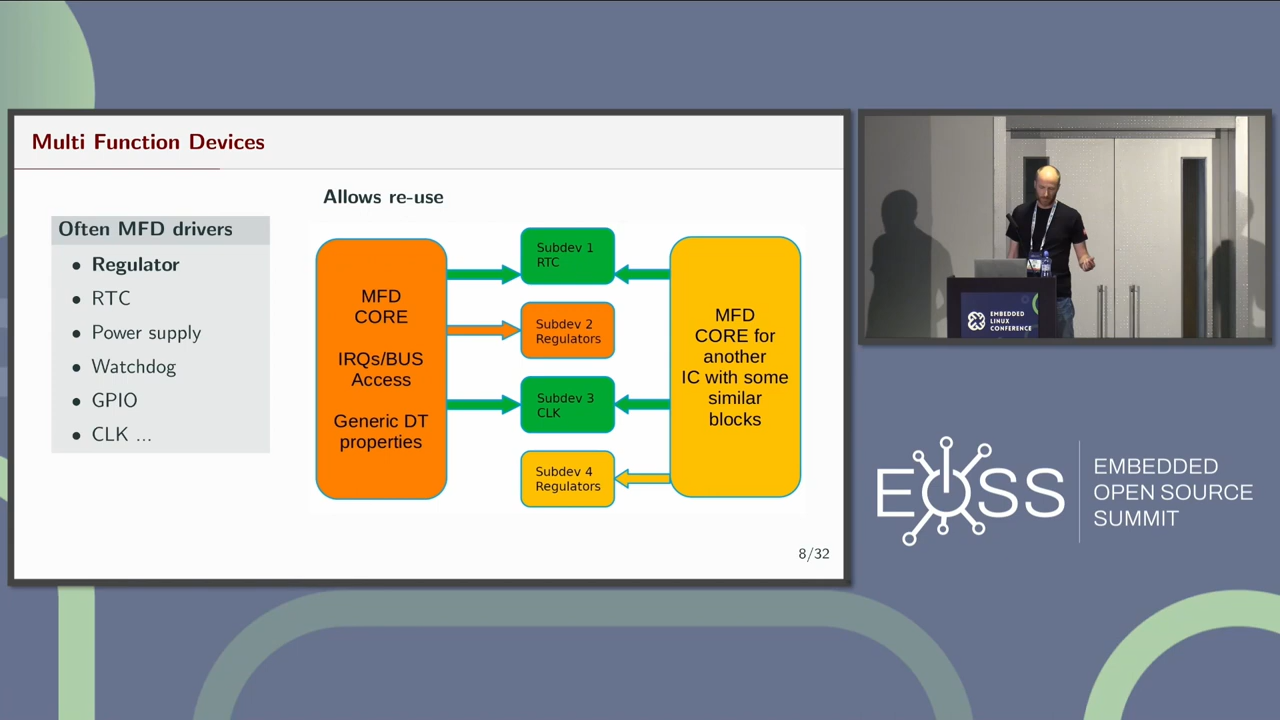 Multi Function Devices
Allows re-use
Often MFD drivers
● Regulator
● RTC
● Power supply
● Watchdog
● GPIO
● CLK ...
MFD
CORE
IRQs/BUS
Access
Generic DT
properties
Subdev 1
RTC
Subdev 2
Regulators
Subdev 3
CLK
Subdev 4
Regulators
MFD
CORE for
another
IC with some
similar
blocks
8/32
EMBEDDED
LINUX
CONFERENCE
EOSS
EMBEDDED
OPEN SOURCE
SUMMIT